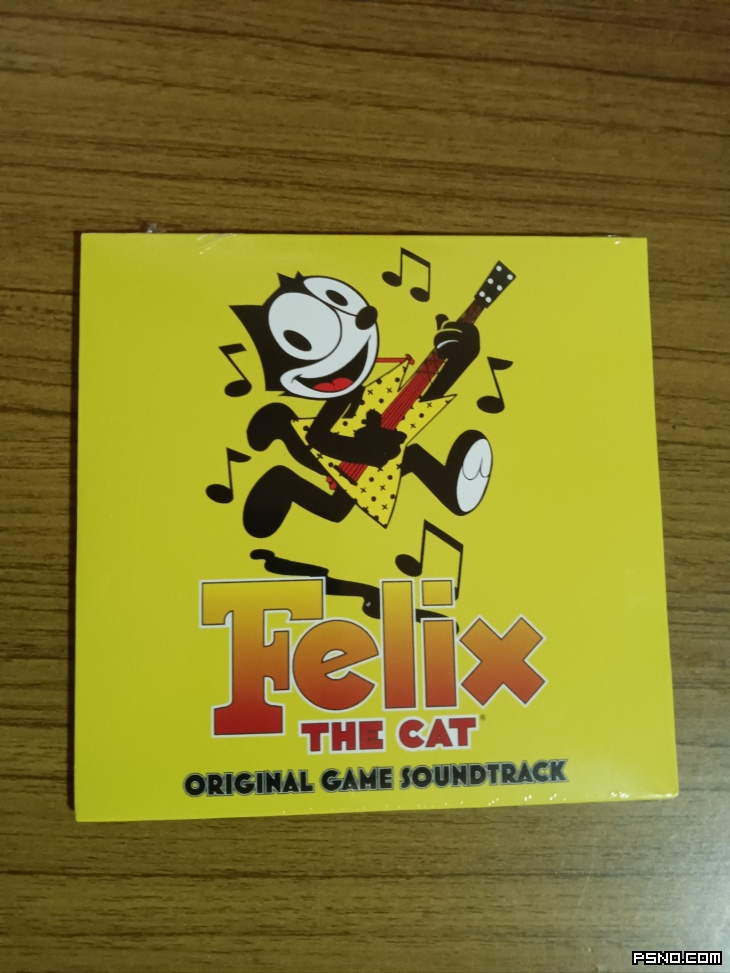 Felix
THE CAT®
ORIGINAL GAME SOUNDTRACK
PSNO.COM